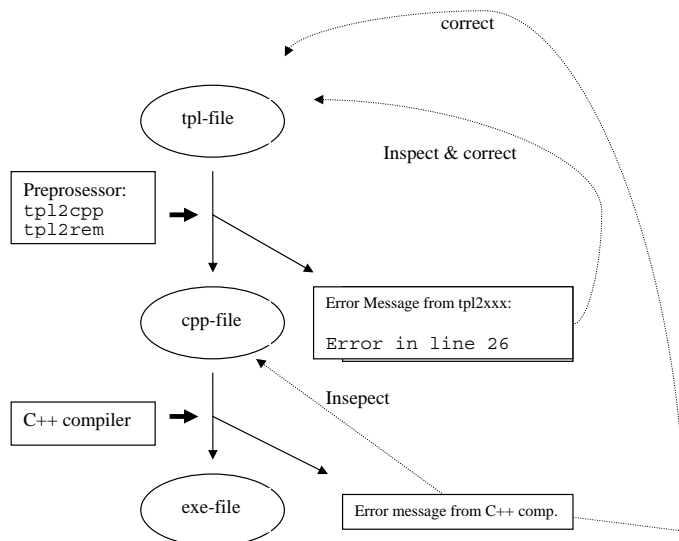 correct
tpl-file
Inspect & correct
Preprosessor:
tpl2cpp
tpl2rem
Error Message from tpl2xxx:
cpp-file
Error in line 26
Insepect
C++ compiler
exe-file
Error message from C++ comp.